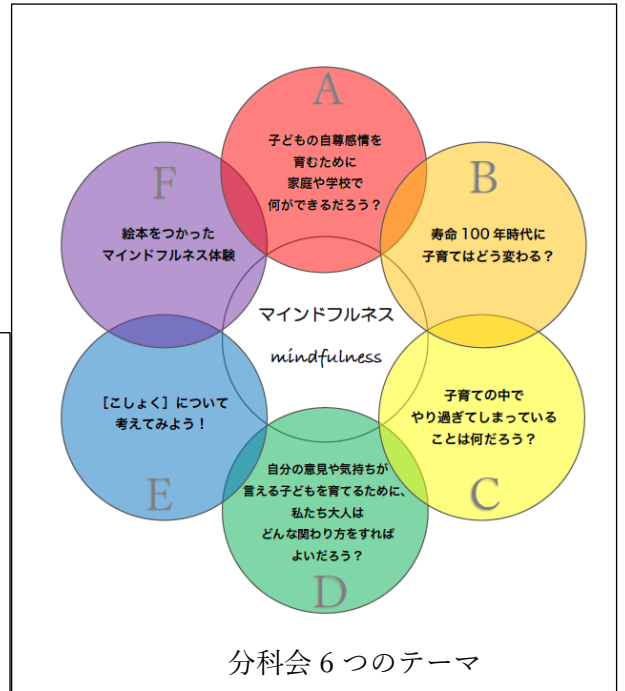 A
子どもの自尊感情を
育むために
家庭や学校で
何ができるだろう？
B
寿命 100 年時代に
子育てはどう変わる？
F
絵本をつかった
マインドフルネス体験
マインドフルネス
mindfulness
子育ての中で
やり過ぎてしまっている
ことは何だろう？
C
［こしょく］について
考えてみよう！
E
自分の意見や気持ちが
言える子どもを育てるために、
私たち大人は
どんな関わり方をすれば
よいだろう？
D
分科会 6 つのテーマ